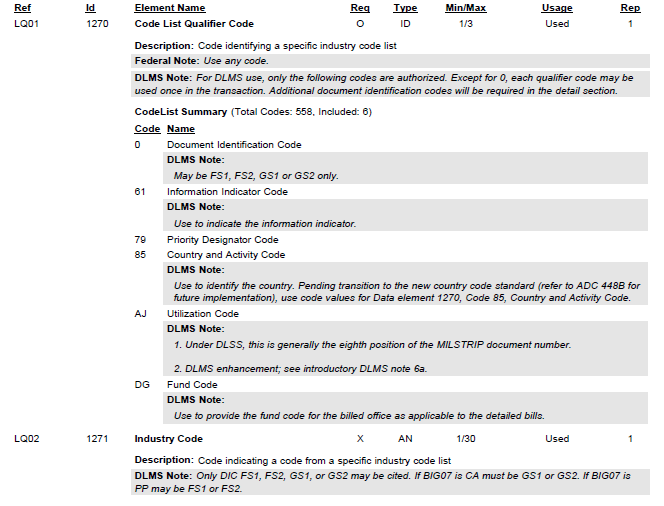 Ref Id Element Name Req Type Min/Max Usage Rep
LQ01 1270 Code List Qualifier Code O ID 1/3 Used 1
Description: Code identifying a specific industry code list
Federal Note: Use any code.
DLMS Note: For DLMS use, only the following codes are authorized. Except for 0, each qualifier code may be
used once in the transaction. Additional document identification codes will be required in the detail section.
CodeList Summary (Total Codes: 558, Included: 6)
Code Name
0 Document Identification Code
DLMS Note:
May be FS1, FS2, GS1 or GS2 only.
61 Information Indicator Code
DLMS Note:
Use to indicate the information indicator.
79 Priority Designator Code
85 Country and Activity Code
DLMS Note:
Use to identify the country. Pending transition to the new country code standard (refer to ADC 448B for
future implementation), use code values for Data element 1270, Code 85, Country and Activity Code.
AJ Utilization Code
DLMS Note:
1. Under DLSS, this is generally the eighth position of the MILSTRIP document number.
2. DLMS enhancement; see introductory DLMS note 6a.
DG Fund Code
DLMS Note:
Use to provide the fund code for the billed office as applicable to the detailed bills.
LQ02 1271 Industry Code X AN 1/30 Used 1
Description: Code indicating a code from a specific industry code list
DLMS Note: Only DIC FS1, FS2, GS1, or GS2 may be cited. If BIG07 is CA must be GS1 or GS2. If BIG07 is
PP may be FS1 or FS2.